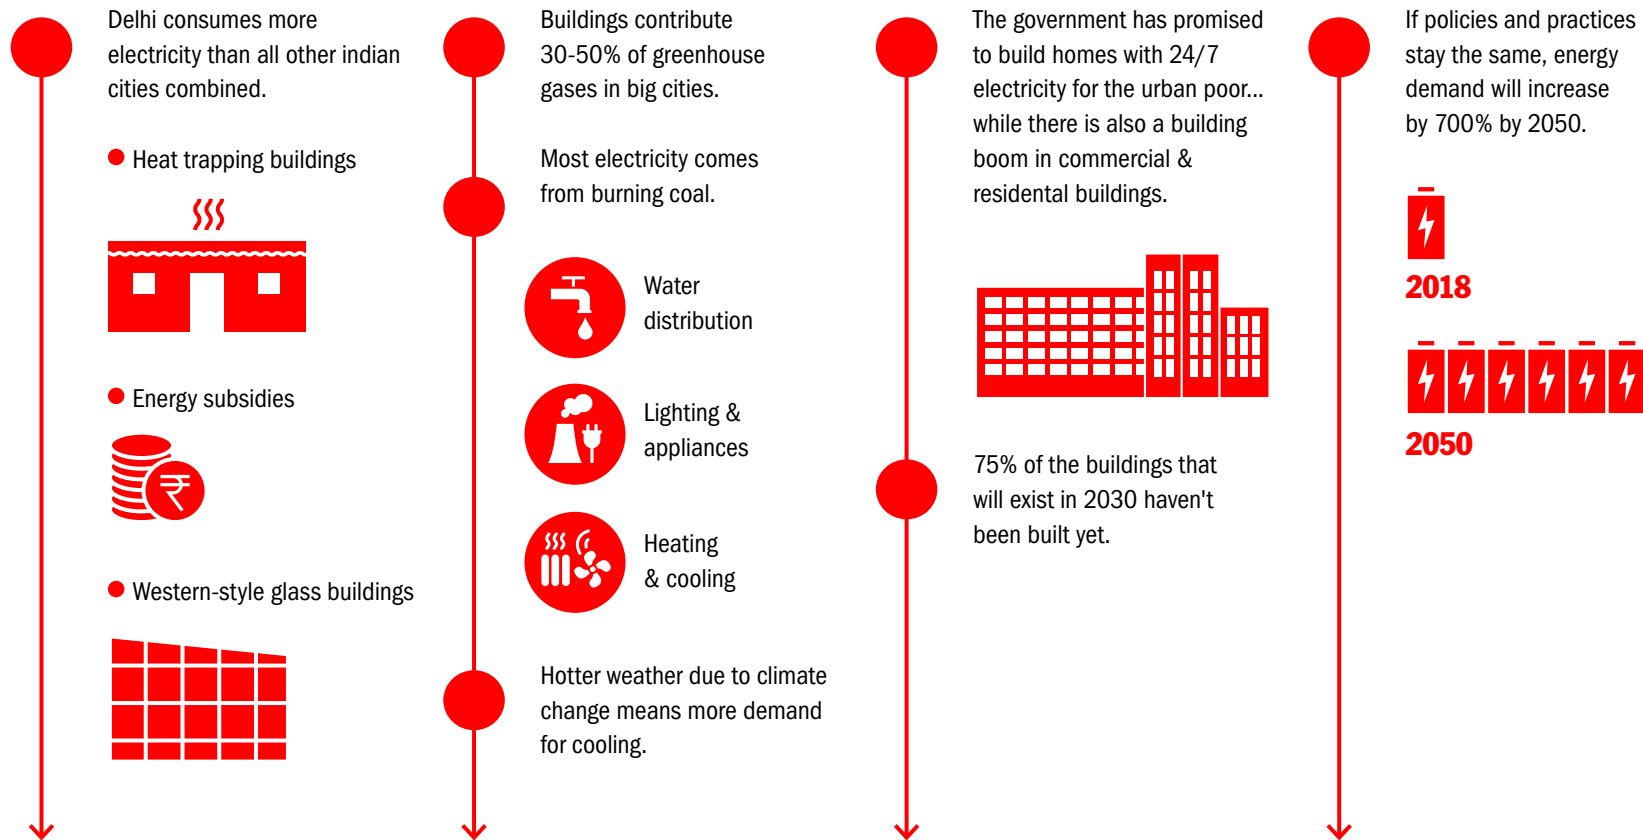 Delhi consumes more
electricity than all other indian
cities combined.
Heat trapping buildings
Energy subsidies
₹
Western-style glass buildings
Buildings contribute
30-50% of greenhouse
gases in big cities.
Most electricity comes
from burning coal.
Water
distribution
Lighting &
appliances
Heating
& cooling
Hotter weather due to climate
change means more demand
for cooling.
The government has promised
to build homes with 24/7
electricity for the urban poor...
while there is also a building
boom in commercial &
residental buildings.
75% of the buildings that
will exist in 2030 haven't
been built yet.
If policies and practices
stay the same, energy
demand will increase
by 700% by 2050.
2018
2050